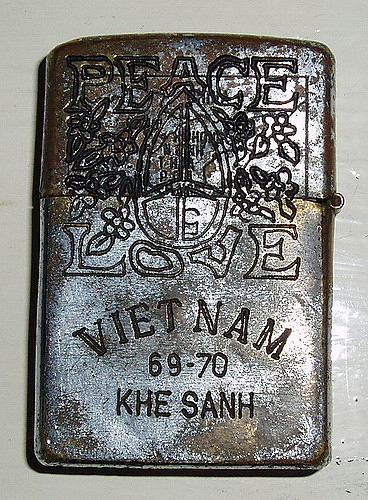 PEACE
LOVE
VIETNAM
69-70
KHE SANH